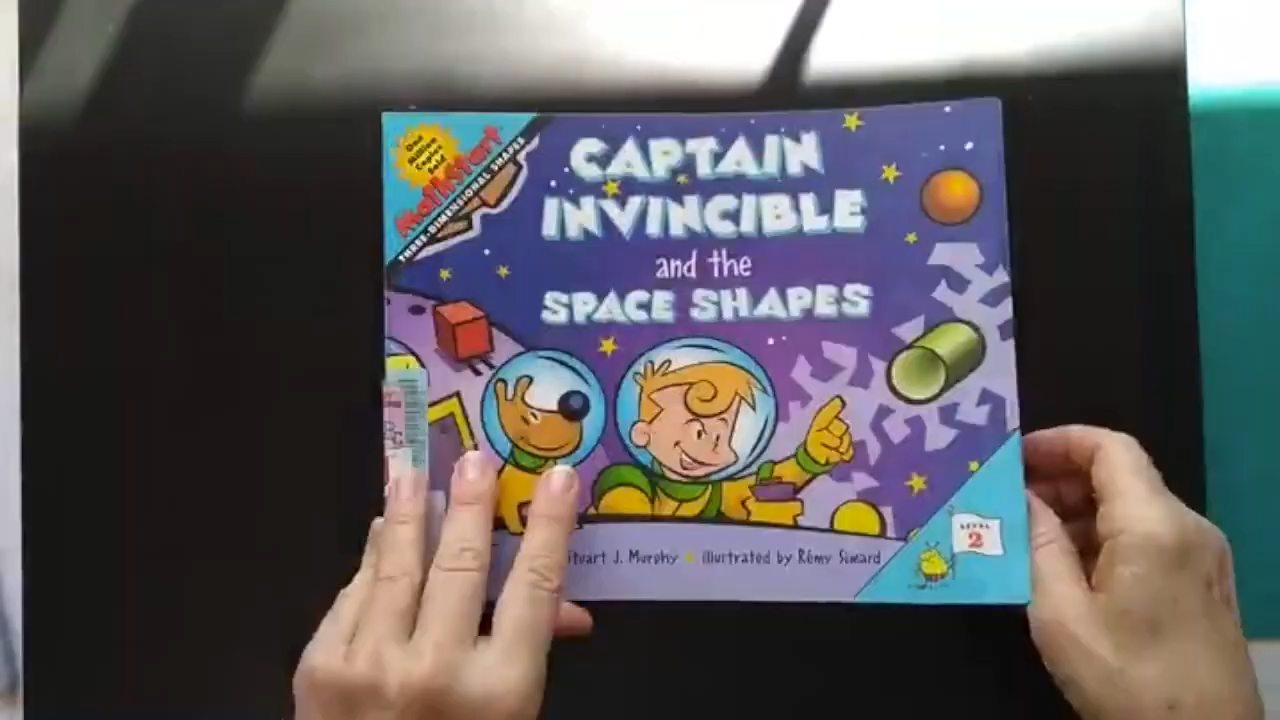 One
Million
Copies
Sold
MathStart
THREE-DIMENSIONAL SHAPES
CAPTAIN
INVINCIBLE
and the
SPACE SHAPES
Stuart J. Murphy illustrated by Rémy Simard
LEVEL
2